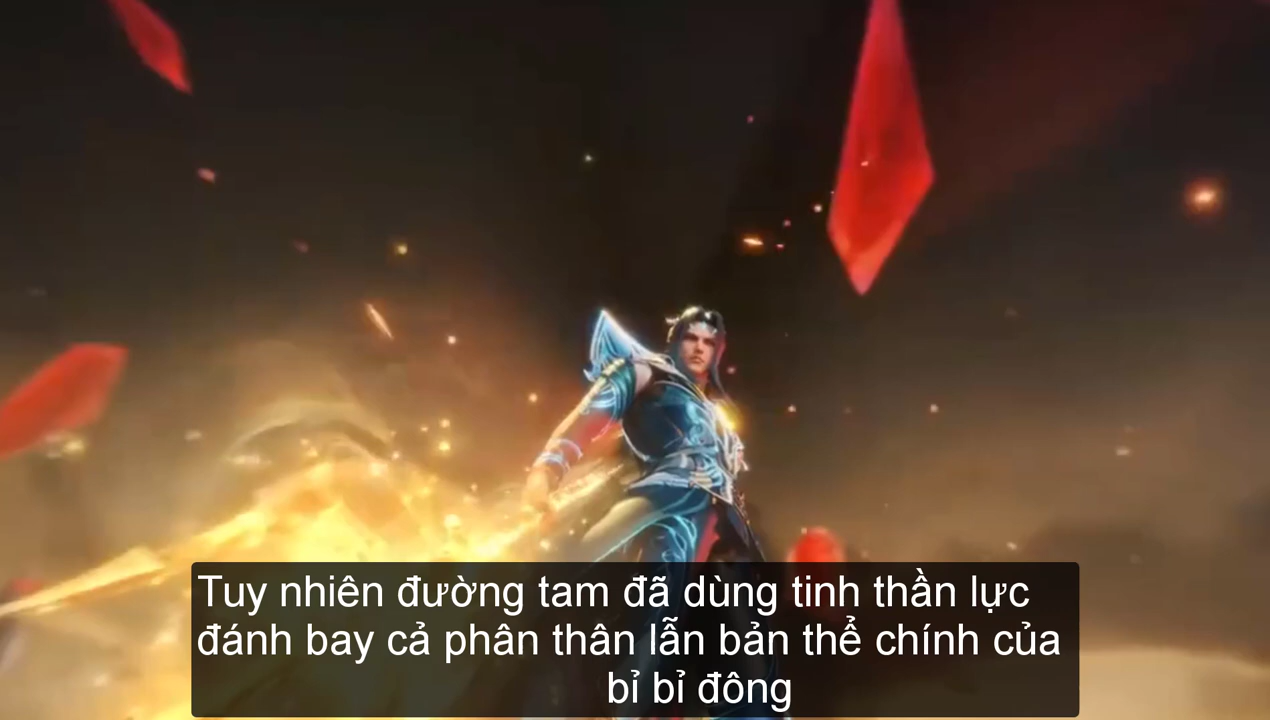 Tuy nhiên đường tam đã dùng tinh thần lực
đánh bay cả phân thân lẫn bản thể chính của
bỉ bỉ đông